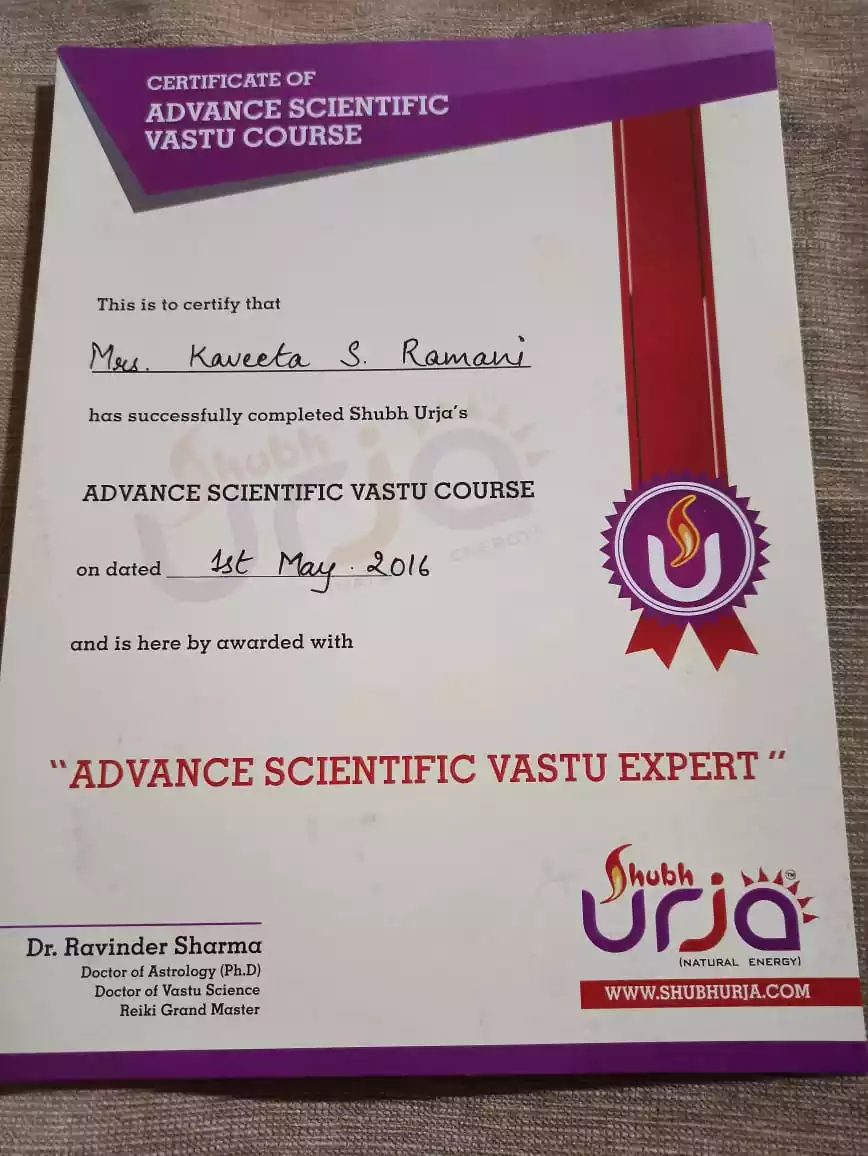 CERTIFICATE OF
ADVANCE SCIENTIFIC
VASTU COURSE
This is to certify that
Mrs. Kaveeta S. Ramani
has successfully completed Shubh Urja's
ADVANCE SCIENTIFIC VASTU COURSE
on dated 1st May. 2016
and is here by awarded with
"ADVANCE SCIENTIFIC VASTU EXPERT"
Shubh
urja TM
(NATURAL ENERGY)
WWW.SHUBHURJA.COM
Dr. Ravinder Sharma
Doctor of Astrology (Ph.D)
Doctor of Vastu Science
Reiki Grand Master